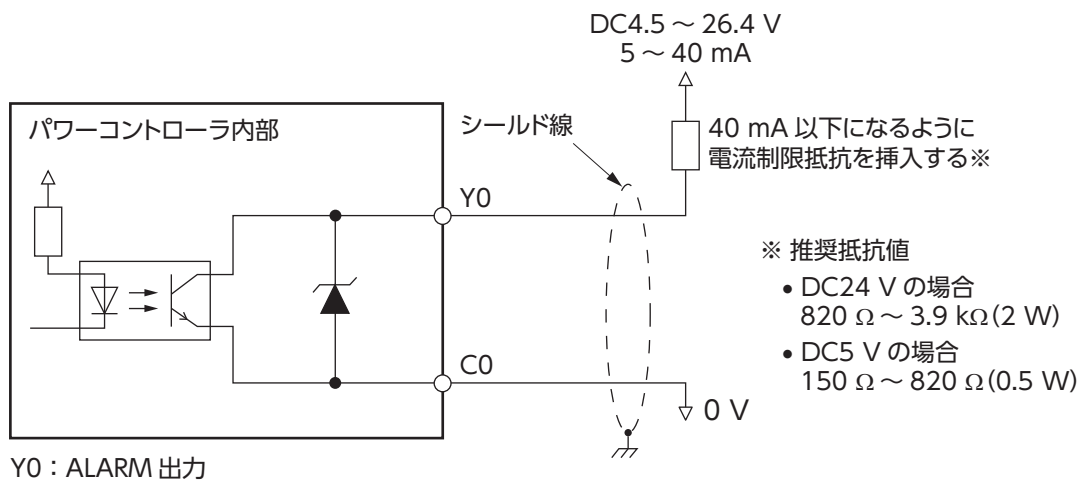 DC4.5 ～ 26.4 V
5 ～ 40 mA
パワーコントローラ内部
シールド線
40 mA 以下になるように
電流制限抵抗を挿入する※
Y0
※ 推奨抵抗値
• DC24 V の場合
820 Ω ～ 3.9 kΩ(2 W)
• DC5 V の場合
150 Ω ～ 820 Ω(0.5 W)
C0
0 V
Y0：ALARM 出力